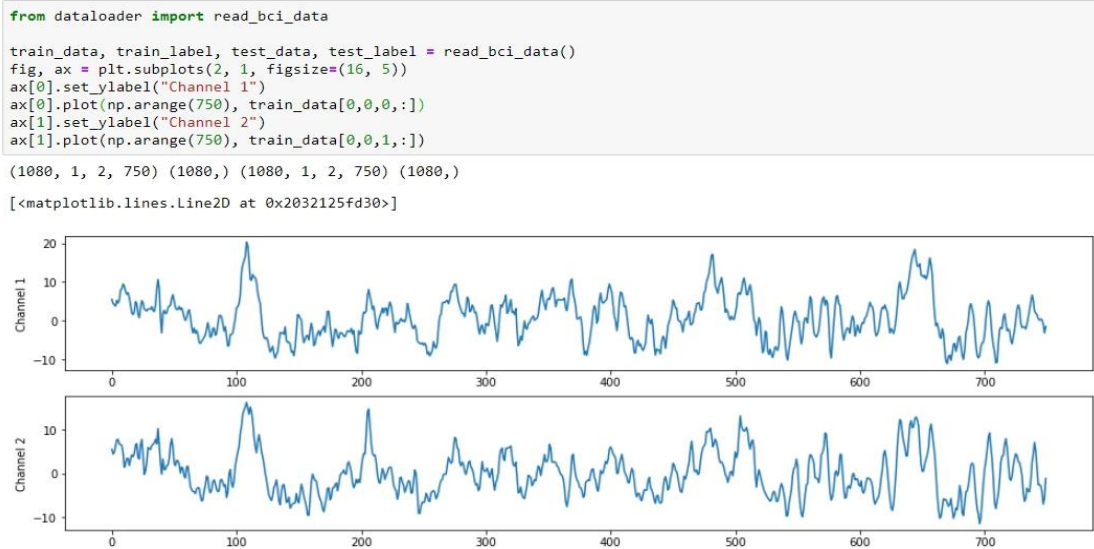 from dataloader import read_bci_data
train_data, train_label, test_data, test_label = read_bci_data()
fig, ax = plt.subplots(2, 1, figsize=(16, 5))
ax[0].set_ylabel("Channel 1")
ax[0].plot(np.arange(750), train_data[0,0,0,:])
ax[1].set_ylabel("Channel 2")
ax[1].plot(np.arange(750), train_data[0,0,1,:])
(1080, 1, 2, 750) (1080,) (1080, 1, 2, 750) (1080,)
[<matplotlib.lines.Line2D at 0x2032125fd30>]
Channel 1
20
10
0
−10
0 100 200 300 400 500 600 700
Channel 2
10
0
−10
0 100 200 300 400 500 600 700